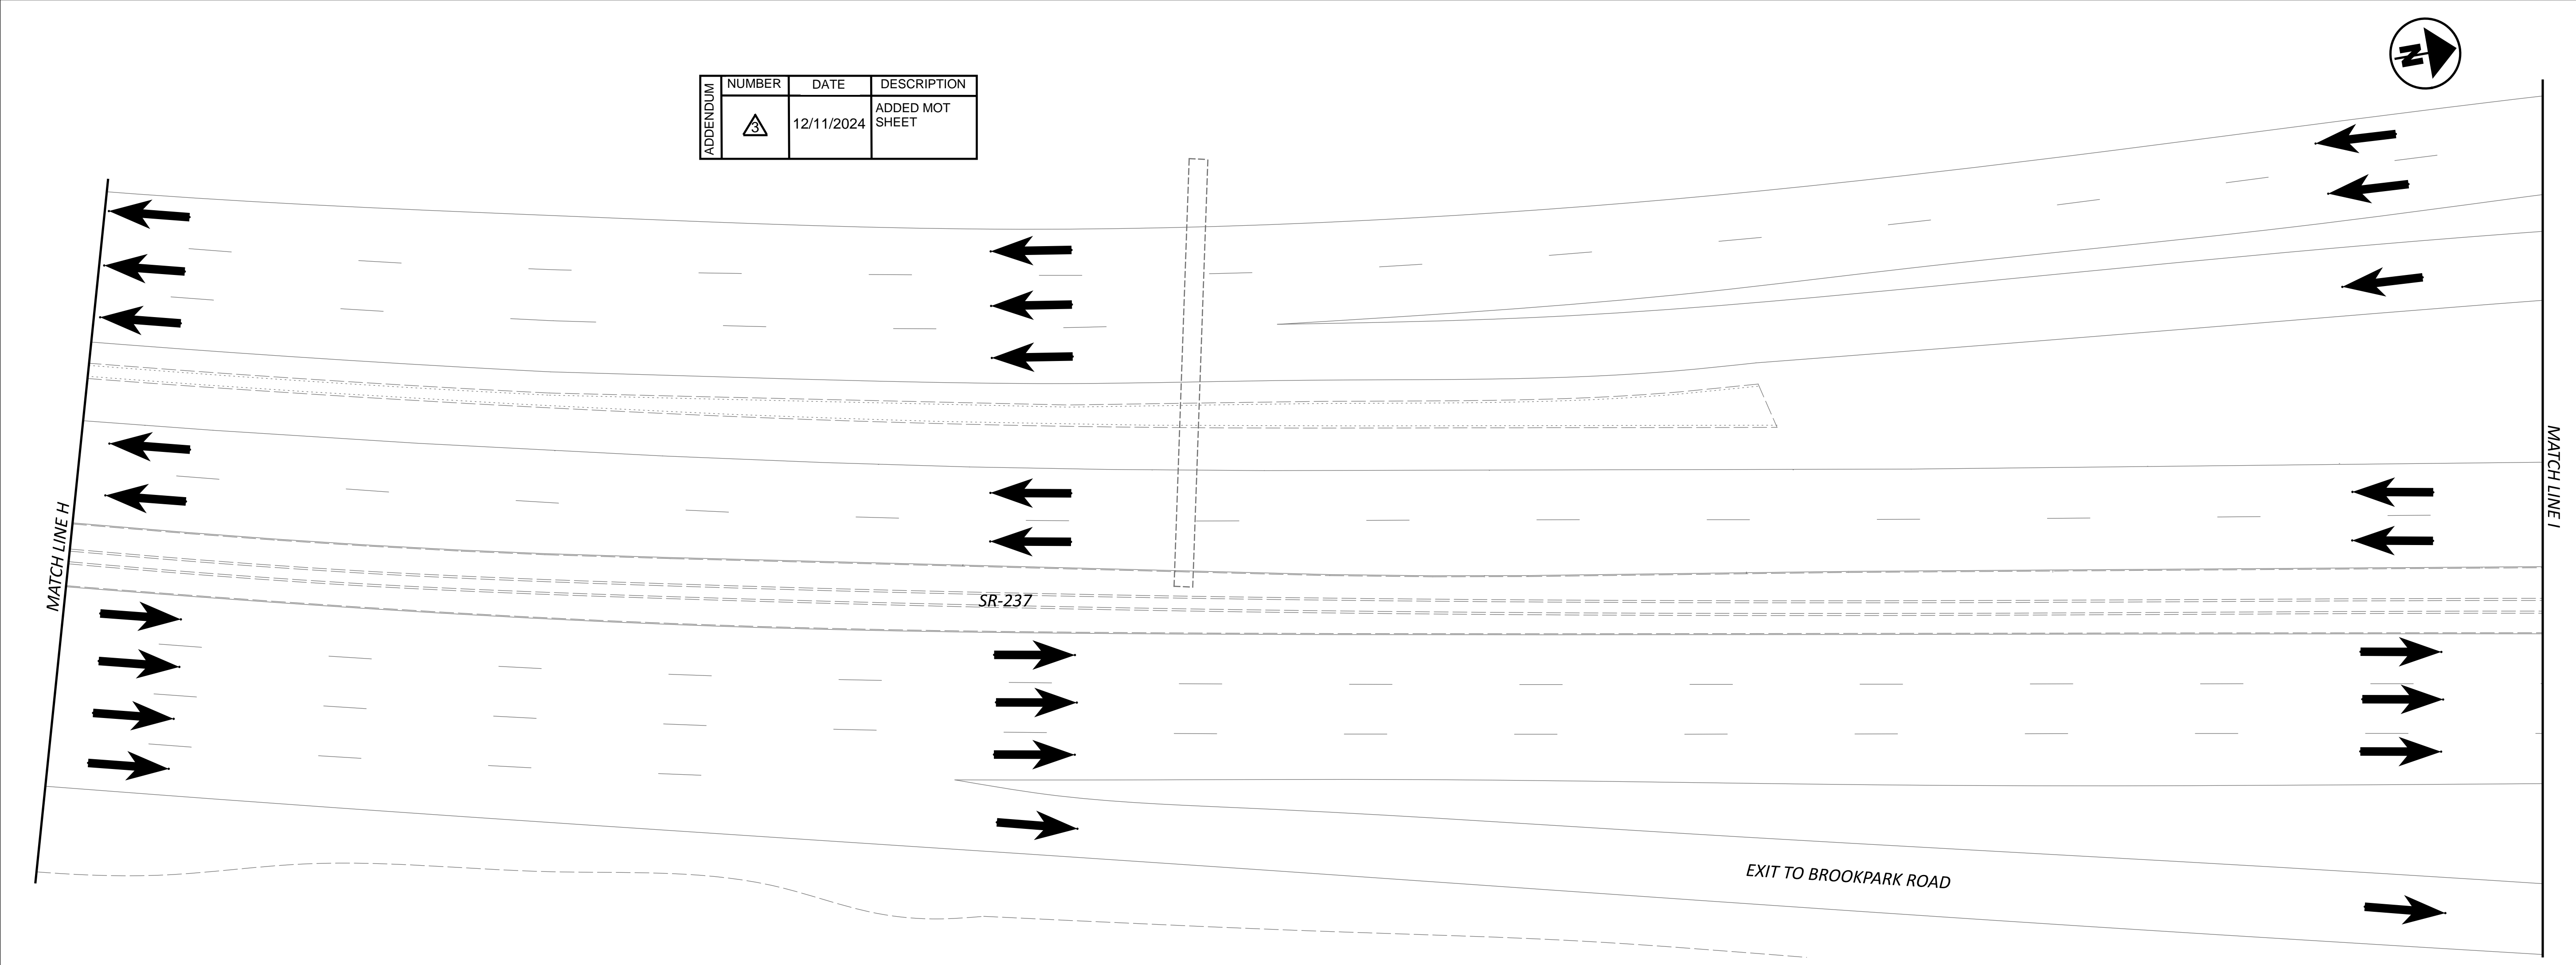 N
ADDENDUM
NUMBER DATE DESCRIPTION
3 12/11/2024 ADDED MOT
SHEET
MATCH LINE H
MATCH LINE I
SR-237
EXIT TO BROOKPARK ROAD